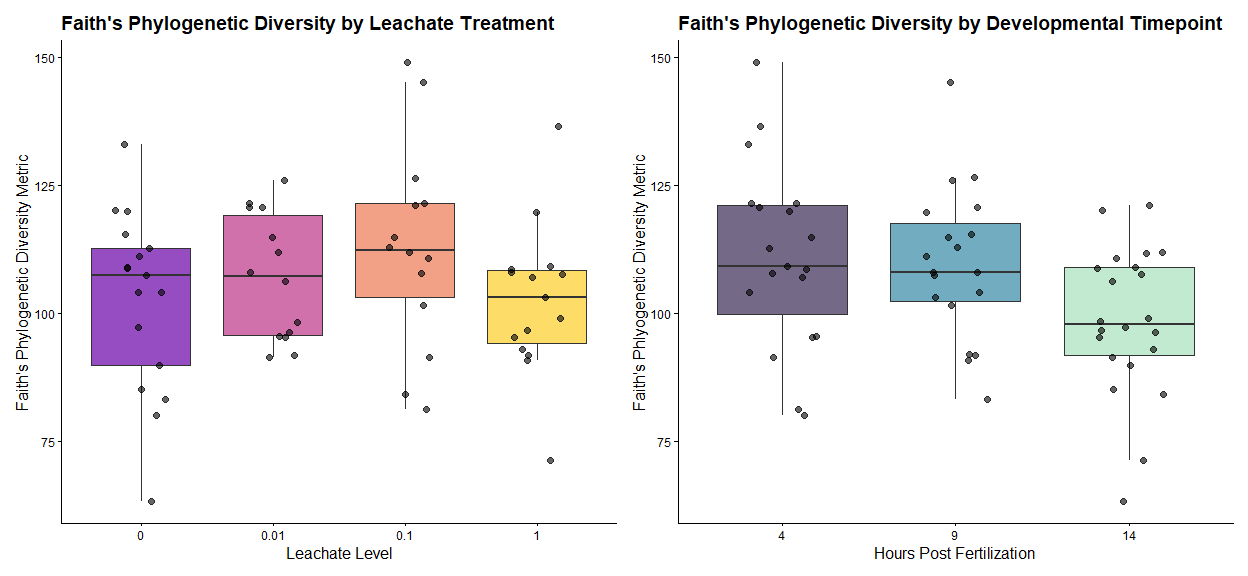 Faith's Phylogenetic Diversity by Leachate Treatment
Faith's Phylogenetic Diversity Metric
150
125
100
75
0
0.01
0.1
1
Leachate Level
Faith's Phylogenetic Diversity by Developmental Timepoint
Faith's Phlyogenetic Diversity Metric
150
125
100
75
4
9
14
Hours Post Fertilization